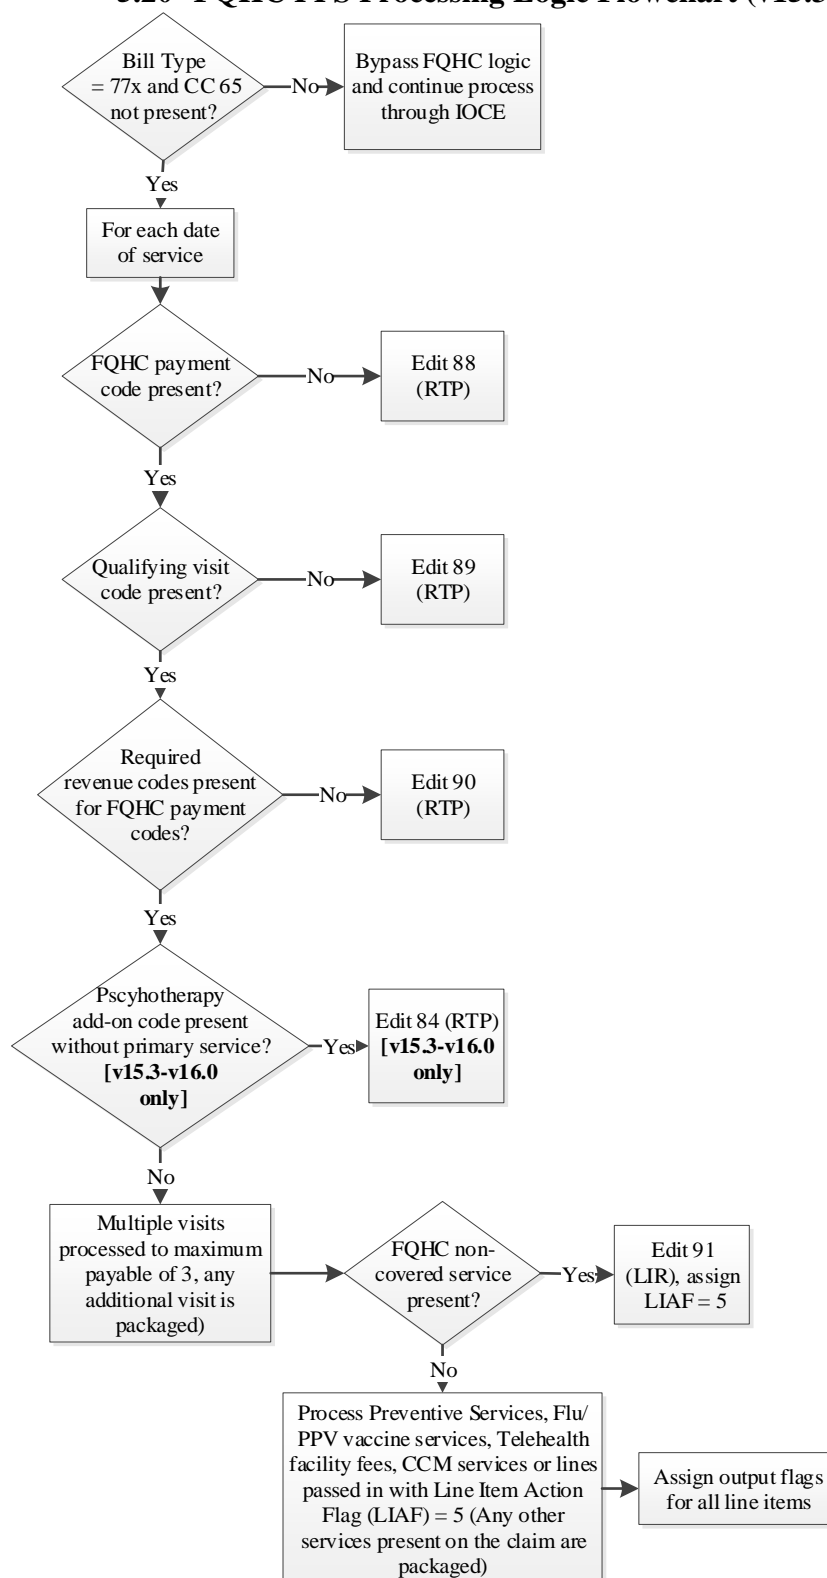 FQHC PPS Processing Logic Flowchart (v15.3
Bill Type
= 77x and CC 65
not present?
No
Bypass FQHC logic
and continue process
through IOCE
Yes
For each date
of service
FQHC payment
code present?
No
Edit 88
(RTP)
Yes
Qualifying visit
code present?
No
Edit 89
(RTP)
Yes
Required
revenue codes present
for FQHC payment
codes?
No
Edit 90
(RTP)
Yes
Pscyhotherapy
add-on code present
without primary service?
[v15.3-v16.0
only]
Yes
Edit 84 (RTP)
[v15.3-v16.0
only]
No
Multiple visits
processed to maximum
payable of 3, any
additional visit is
packaged)
FQHC non-
covered service
present?
Yes
Edit 91
(LIR), assign
LIAF = 5
No
Process Preventive Services, Flu/
PPV vaccine services, Telehealth
facility fees, CCM services or lines
passed in with Line Item Action
Flag (LIAF) = 5 (Any other
services present on the claim are
packaged)
Assign output flags
for all line items